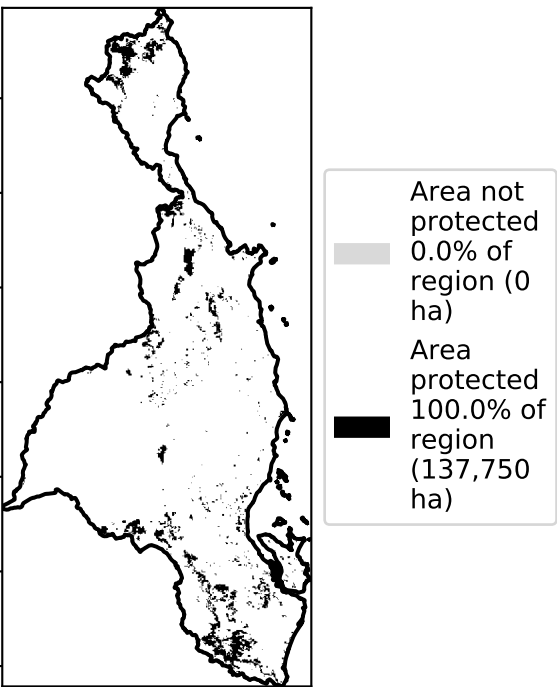 Area not
protected
0.0% of
region (0
ha)
Area
protected
100.0% of
region
(137,750
ha)